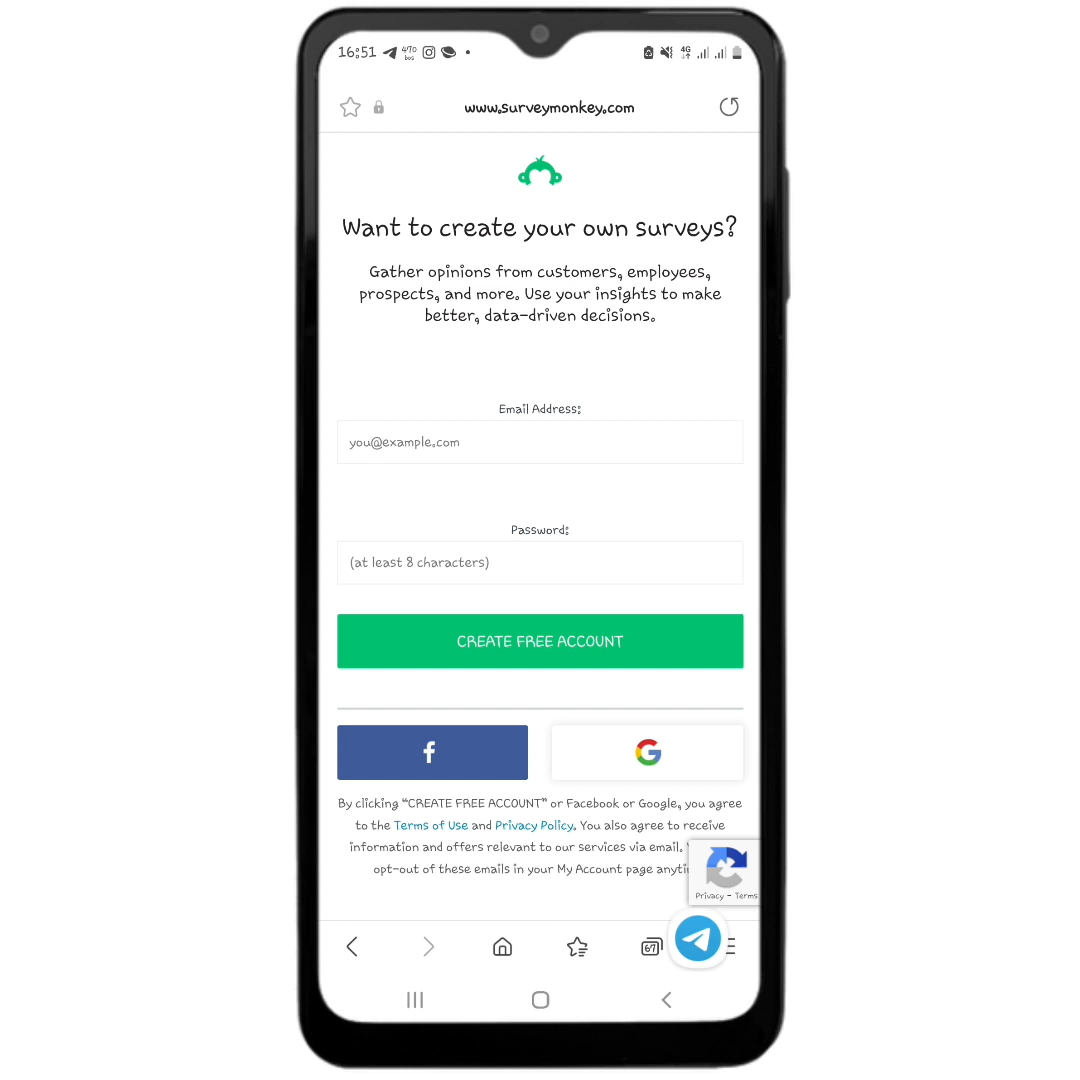 16:51 470 bps 4G
www.surveymonkey.com
Want to create your own surveys?
Gather opinions from customers, employees,
prospects, and more. Use your insights to make
better, data-driven decisions.
Email Address:
you@example.com
Password:
(at least 8 characters)
CREATE FREE ACCOUNT
f G
By clicking “CREATE FREE ACCOUNT” or Facebook or Google, you agree
to the Terms of Use and Privacy Policy. You also agree to receive
information and offers relevant to our services via email.
opt-out of these emails in your My Account page
Privacy - Terms
67